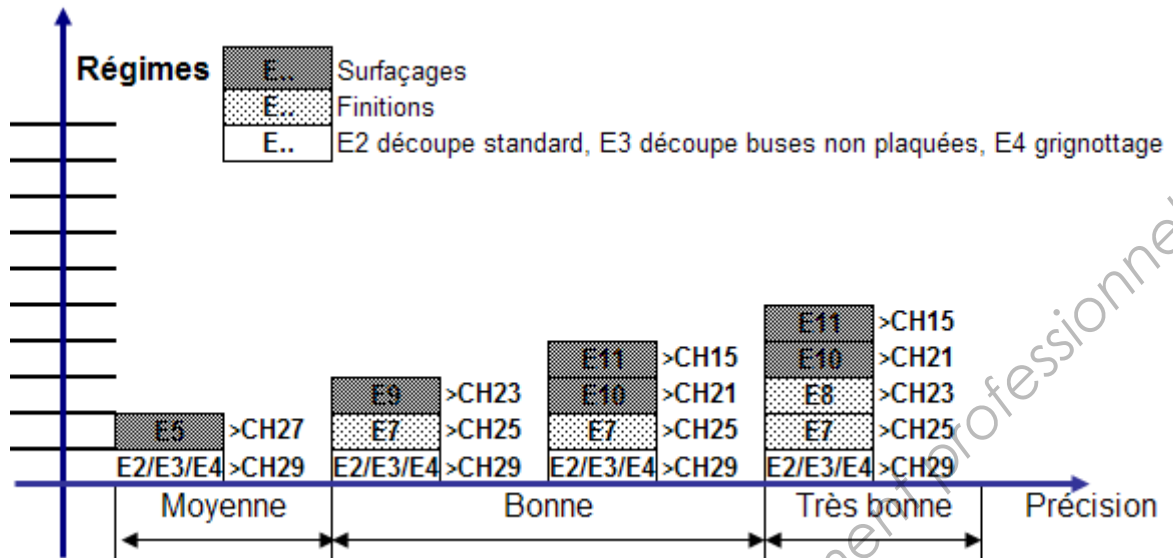 Régimes
E.. Surfaçages
E.. Finitions
E.. E2 découpe standard, E3 découpe buses non plaquées, E4 grignottage
E11 >CH15
E11 >CH15 E10 >CH21
E9 >CH23 E10 >CH21 E8 >CH23
E5 >CH27 E7 >CH25 E7 >CH25 E7 >CH25
E2/E3/E4 >CH29 E2/E3/E4 >CH29 E2/E3/E4 >CH29 E2/E3/E4 >CH29
Moyenne Bonne Très bonne Précision
ment professionnel